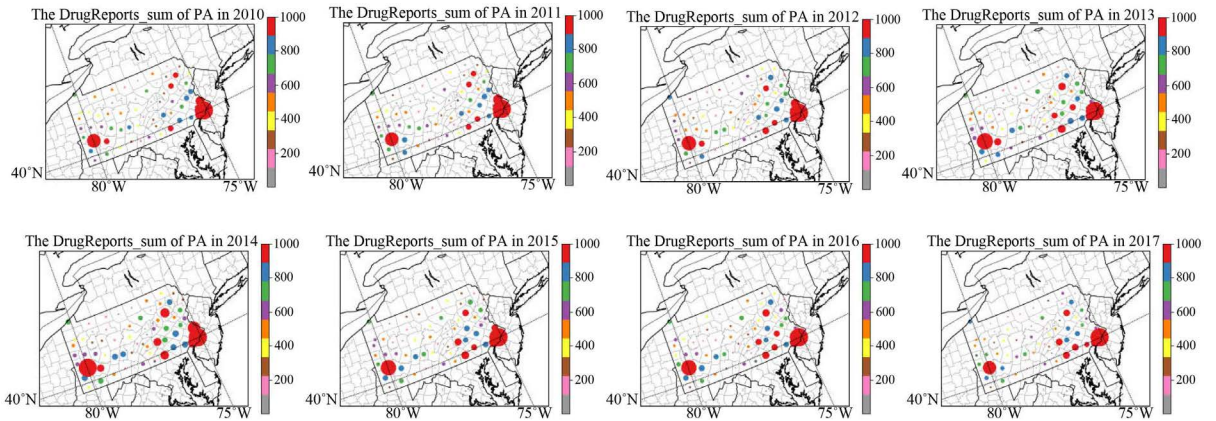 The DrugReports_sum of PA in 2010
1000
800
600
400
200
40°N
80°W
75°W
The DrugReports_sum of PA in 2011
1000
800
600
400
200
40°N
80°W
75°W
The DrugReports_sum of PA in 2012
1000
800
600
400
200
40°N
80°W
75°W
The DrugReports_sum of PA in 2013
1000
800
600
400
200
40°N
80°W
75°W
The DrugReports_sum of PA in 2014
1000
800
600
400
200
40°N
80°W
75°W
The DrugReports_sum of PA in 2015
1000
800
600
400
200
40°N
80°W
75°W
The DrugReports_sum of PA in 2016
1000
800
600
400
200
40°N
80°W
75°W
The DrugReports_sum of PA in 2017
1000
800
600
400
200
40°N
80°W
75°W